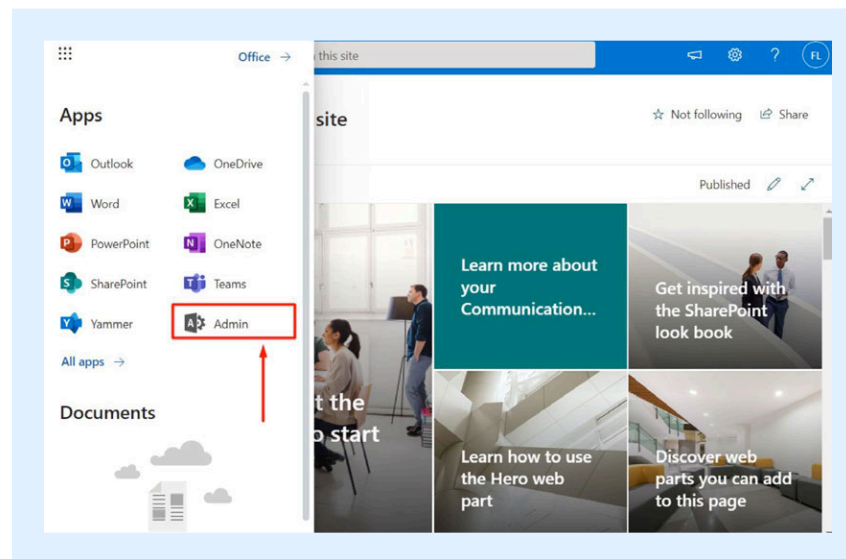 Office →
this site
?
FL
Apps
site
☆ Not following
Share
Outlook
OneDrive
Published
Word
Excel
PowerPoint
OneNote
SharePoint
Teams
Yammer
Admin
All apps →
Documents
Learn more about
your
Communication...
Get inspired with
the SharePoint
look book
t the
o start
Learn how to use
the Hero web
part
Discover web
parts you can add
to this page